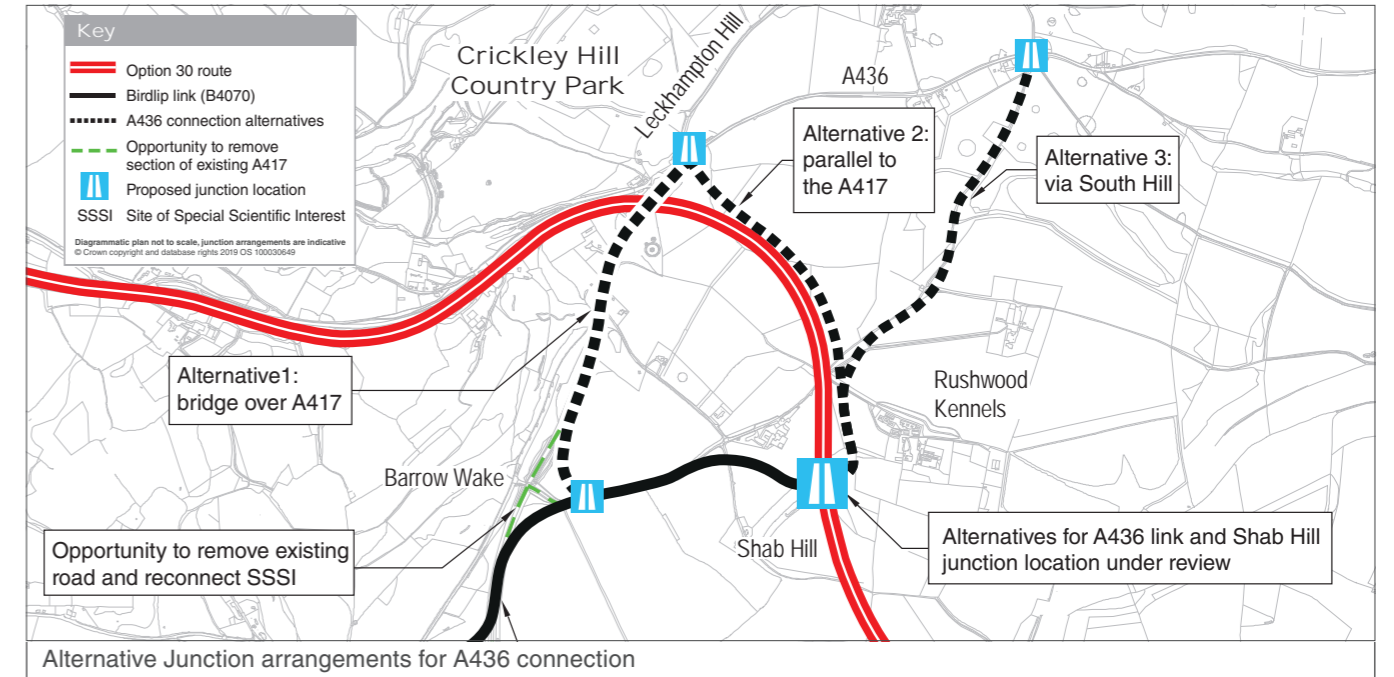 Key
Option 30 route
Birdlip link (B4070)
A436 connection alternatives
Opportunity to remove
section of existing A417
Proposed junction location
SSSI Site of Special Scientific Interest
Diagrammatic plan not to scale, junction arrangements are indicative
© Crown copyright and database rights 2019 OS 100030649
Crickley Hill
Country Park
Leckhampton Hill
A436
Alternative 2:
parallel to
the A417
Alternative 3:
via South Hill
Alternative1:
bridge over A417
Rushwood
Kennels
Barrow Wake
Shab Hill
Opportunity to remove existing
road and reconnect SSSI
Alternatives for A436 link and Shab Hill
junction location under review
Alternative Junction arrangements for A436 connection